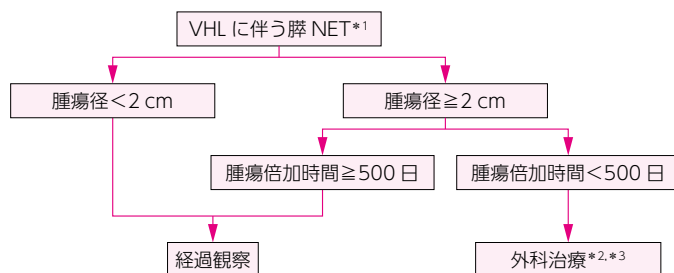 VHL に伴う膵 NET*1
腫瘍径＜2 cm
腫瘍径≧2 cm
腫瘍倍加時間≧500 日
腫瘍倍加時間＜500 日
経過観察
外科治療*2,*3